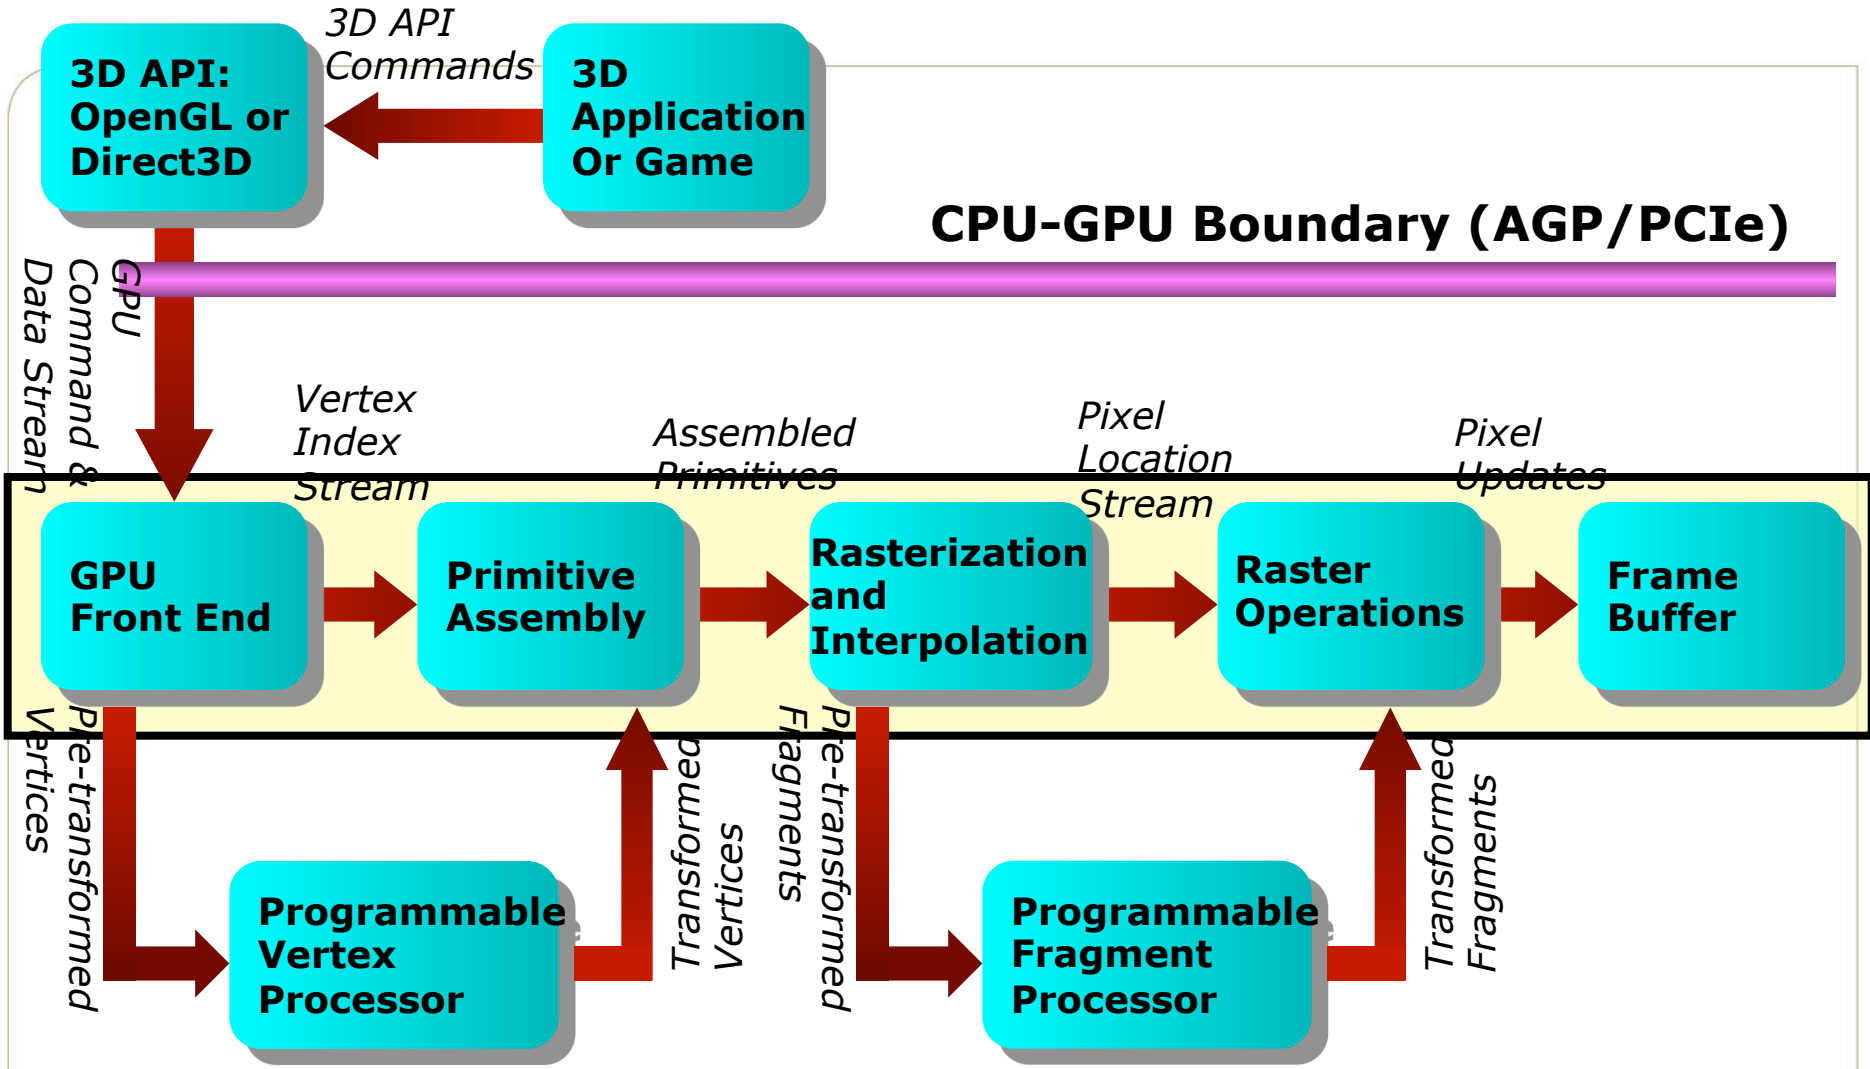 3D API
Commands
3D API:
OpenGL or
Direct3D
3D
Application
Or Game
CPU-GPU Boundary (AGP/PCIe)
GPU
Command &
Data Stream
Vertex
Index
Stream
Assembled
Primitives
Pixel
Location
Stream
Pixel
Updates
GPU
Front End
Primitive
Assembly
Rasterization
and
Interpolation
Raster
Operations
Frame
Buffer
Pre-transformed
Vertices
Transformed
Vertices
Pre-transformed
Fragments
Transformed
Fragments
Programmable
Vertex
Processor
Programmable
Fragment
Processor